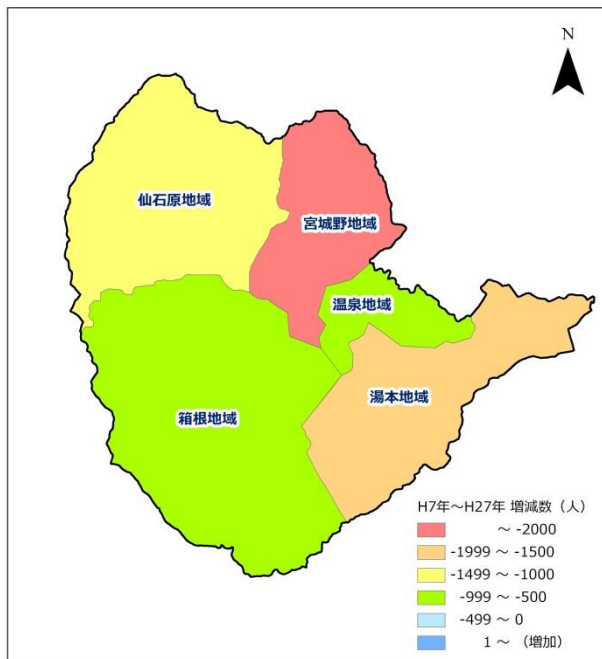 N
仙石原地域
宮城野地域
温泉地域
湯本地域
箱根地域
H7年～H27年 増減数（人）
～ -2000
-1999 ～ -1500
-1499 ～ -1000
-999 ～ -500
-499 ～ 0
1 ～ （増加）